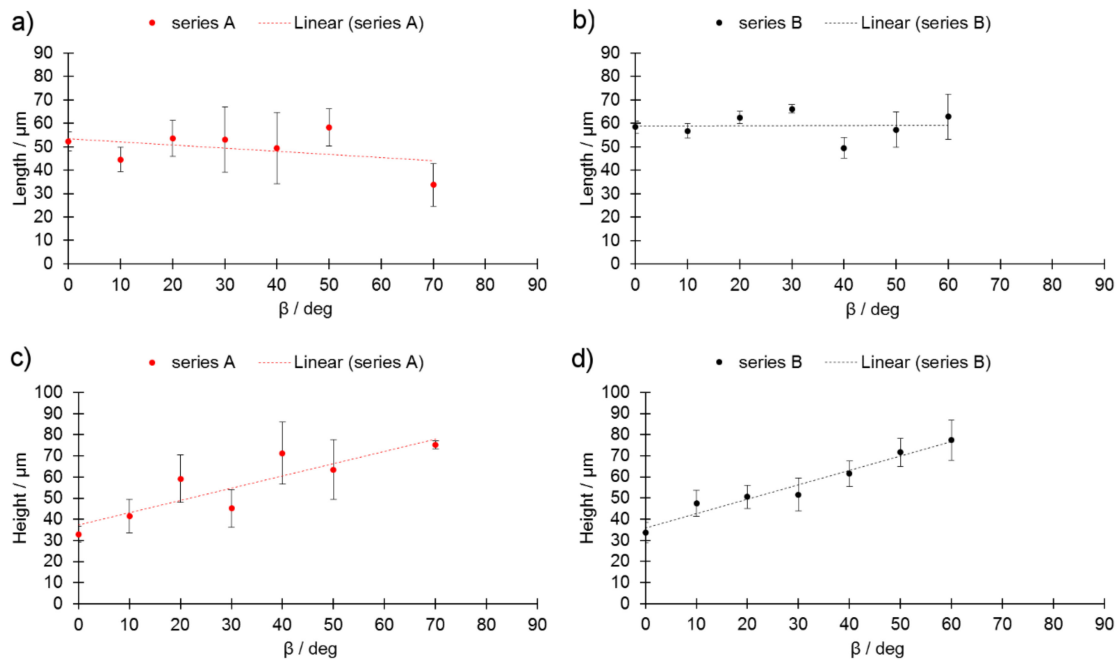 a)
series A
Linear (series A)
90
80
70
60
50
40
30
20
10
0
Length / µm
0 10 20 30 40 50 60 70 80 90
β / deg
b)
series B
Linear (series B)
90
80
70
60
50
40
30
20
10
0
Length / µm
0 10 20 30 40 50 60 70 80 90
β / deg
c)
series A
Linear (series A)
100
90
80
70
60
50
40
30
20
10
0
Height / µm
0 10 20 30 40 50 60 70 80 90
β / deg
d)
series B
Linear (series B)
100
90
80
70
60
50
40
30
20
10
0
Height / µm
0 10 20 30 40 50 60 70 80 90
β / deg